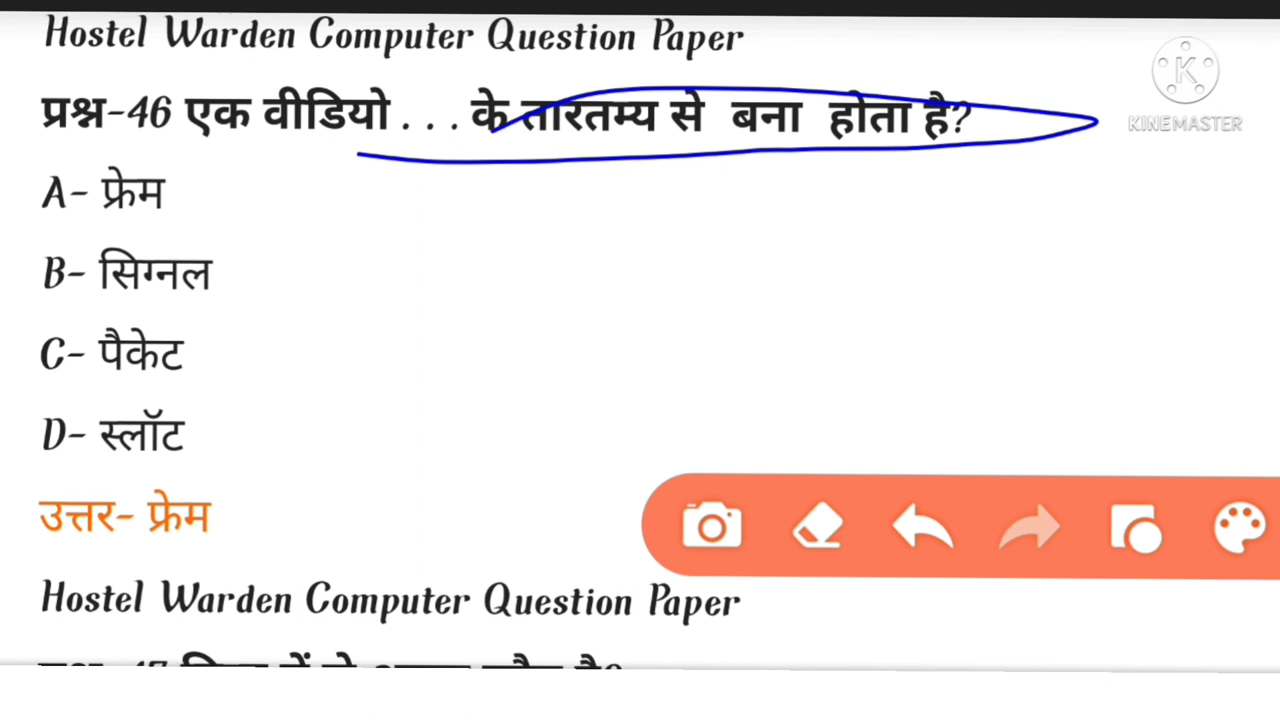 Hostel Warden Computer Question Paper
KINEMASTER
प्रश्न-46 एक वीडियो . . . के तारतम्य से बना होता है?
A- फ्रेम
B- सिग्नल
C- पैकेट
D- स्लॉट
उत्तर- फ्रेम
Hostel Warden Computer Question Paper